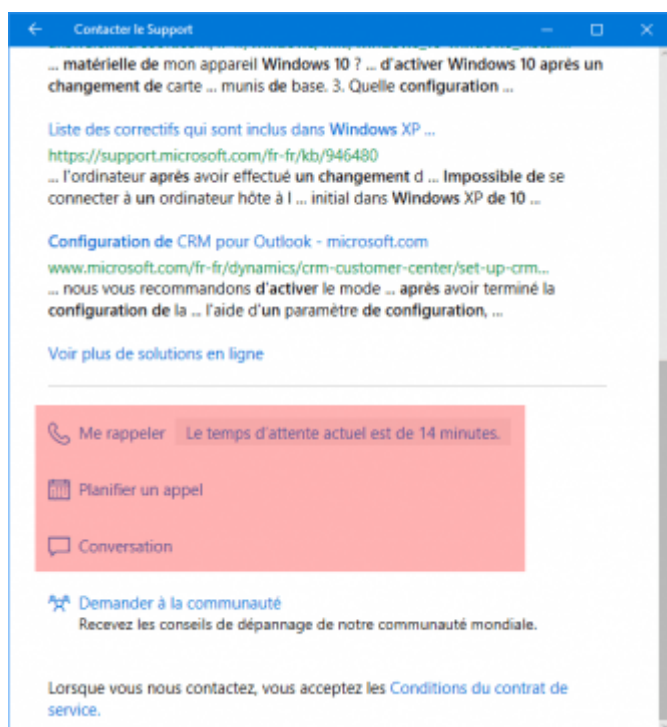 Contacter le Support
... matérielle de mon appareil Windows 10 ? ... d'activer Windows 10 après un
changement de carte ... munis de base. 3. Quelle configuration ...
Liste des correctifs qui sont inclus dans Windows XP ...
https://support.microsoft.com/fr-fr/kb/946480
... l'ordinateur après avoir effectué un changement d ... Impossible de se
connecter à un ordinateur hôte à l ... initial dans Windows XP de 10 ...
Configuration de CRM pour Outlook - microsoft.com
www.microsoft.com/fr-fr/dynamics/crm-customer-center/set-up-crm...
... nous vous recommandons d'activer le mode ... après avoir terminé la
configuration de la ... l'aide d'un paramètre de configuration, ...
Voir plus de solutions en ligne
Me rappeler Le temps d'attente actuel est de 14 minutes.
Planifier un appel
Conversation
Demander à la communauté
Recevez les conseils de dépannage de notre communauté mondiale.
Lorsque vous nous contactez, vous acceptez les Conditions du contrat de
service.